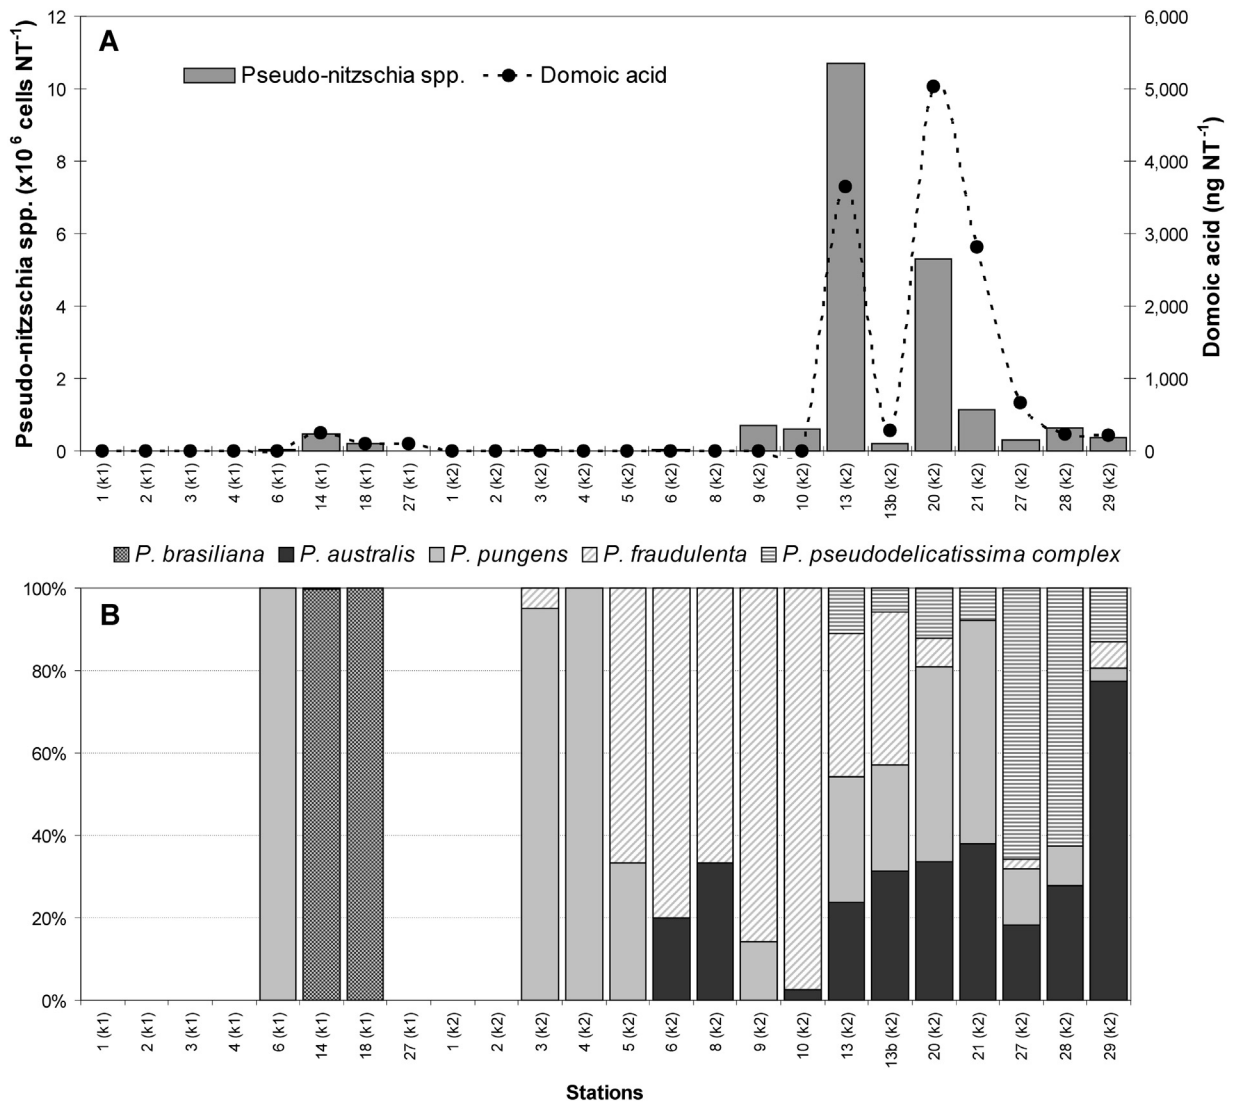 A
Pseudo-nitzschia spp. (x10⁶ cells NT⁻¹)
12
10
8
6
4
2
0
Pseudo-nitzschia spp.
Domoic acid
6,000
5,000
4,000
3,000
2,000
1,000
0
Domoic acid (ng NT⁻¹)
1 (k1)
2 (k1)
3 (k1)
4 (k1)
6 (k1)
14 (k1)
18 (k1)
27 (k1)
1 (k2)
2 (k2)
3 (k2)
4 (k2)
5 (k2)
6 (k2)
8 (k2)
9 (k2)
10 (k2)
13 (k2)
13b (k2)
20 (k2)
21 (k2)
27 (k2)
28 (k2)
29 (k2)
P. brasiliana
P. australis
P. pungens
P. fraudulenta
P. pseudodelicatissima complex
B
100%
80%
60%
40%
20%
0%
1 (k1)
2 (k1)
3 (k1)
4 (k1)
6 (k1)
14 (k1)
18 (k1)
27 (k1)
1 (k2)
2 (k2)
3 (k2)
4 (k2)
5 (k2)
6 (k2)
8 (k2)
9 (k2)
10 (k2)
13 (k2)
13b (k2)
20 (k2)
21 (k2)
27 (k2)
28 (k2)
29 (k2)
Stations